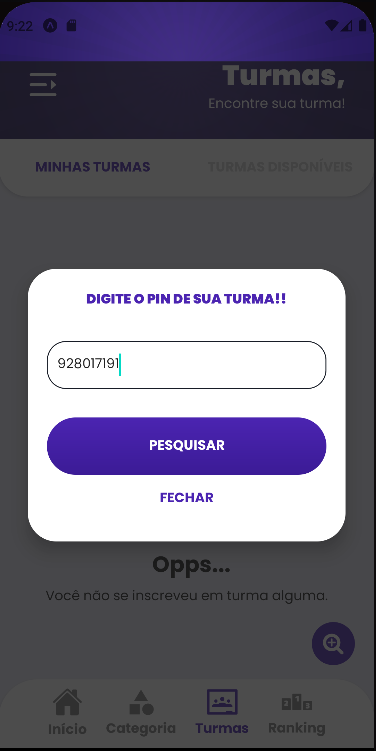 9:22
Turmas,
Encontre sua turma!
MINHAS TURMAS
TURMAS DISPONÍVEIS
DIGITE O PIN DE SUA TURMA!!
928017191
PESQUISAR
FECHAR
Opps...
Você não se inscreveu em turma alguma.
Início
Categoria
Turmas
Ranking